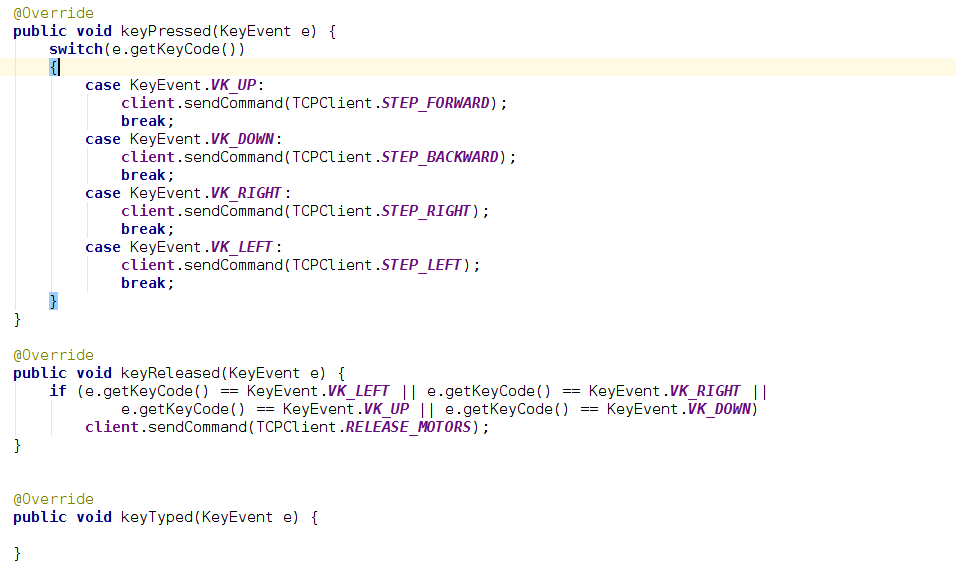 @Override
public void keyPressed(KeyEvent e) {
    switch(e.getKeyCode())
    {
        case KeyEvent.VK_UP:
            client.sendCommand(TCPClient.STEP_FORWARD);
            break;
        case KeyEvent.VK_DOWN:
            client.sendCommand(TCPClient.STEP_BACKWARD);
            break;
        case KeyEvent.VK_RIGHT:
            client.sendCommand(TCPClient.STEP_RIGHT);
            break;
        case KeyEvent.VK_LEFT:
            client.sendCommand(TCPClient.STEP_LEFT);
            break;
    }
}

@Override
public void keyReleased(KeyEvent e) {
    if (e.getKeyCode() == KeyEvent.VK_LEFT || e.getKeyCode() == KeyEvent.VK_RIGHT ||
            e.getKeyCode() == KeyEvent.VK_UP || e.getKeyCode() == KeyEvent.VK_DOWN)
        client.sendCommand(TCPClient.RELEASE_MOTORS);
}


@Override
public void keyTyped(KeyEvent e) {

}